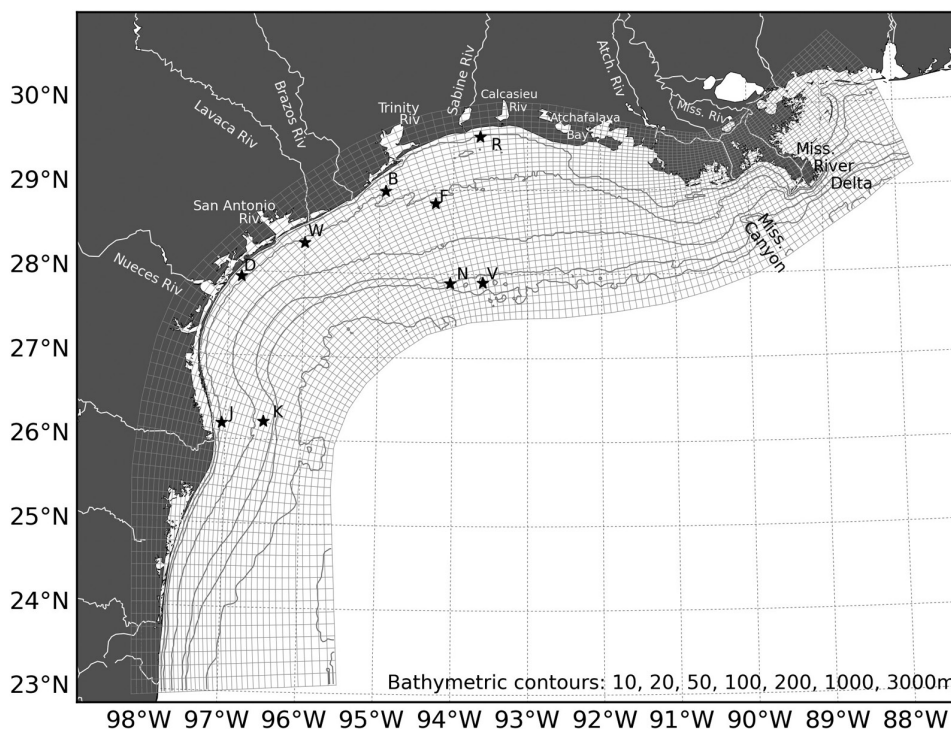 30°N
29°N
28°N
27°N
26°N
25°N
24°N
23°N
98°W 97°W 96°W 95°W 94°W 93°W 92°W 91°W 90°W 89°W 88°W
Lavaca Riv
Brazos Riv
Trinity
Riv
Sabine Riv
Calcasieu
Riv
Atchafalaya
Bay
Atch. Riv
Miss. Riv
Miss.
River
Delta
Miss.
Canyon
San Antonio
Riv
Nueces Riv
R
B
F
W
D
N
V
J
K
Bathymetric contours: 10, 20, 50, 100, 200, 1000, 3000m